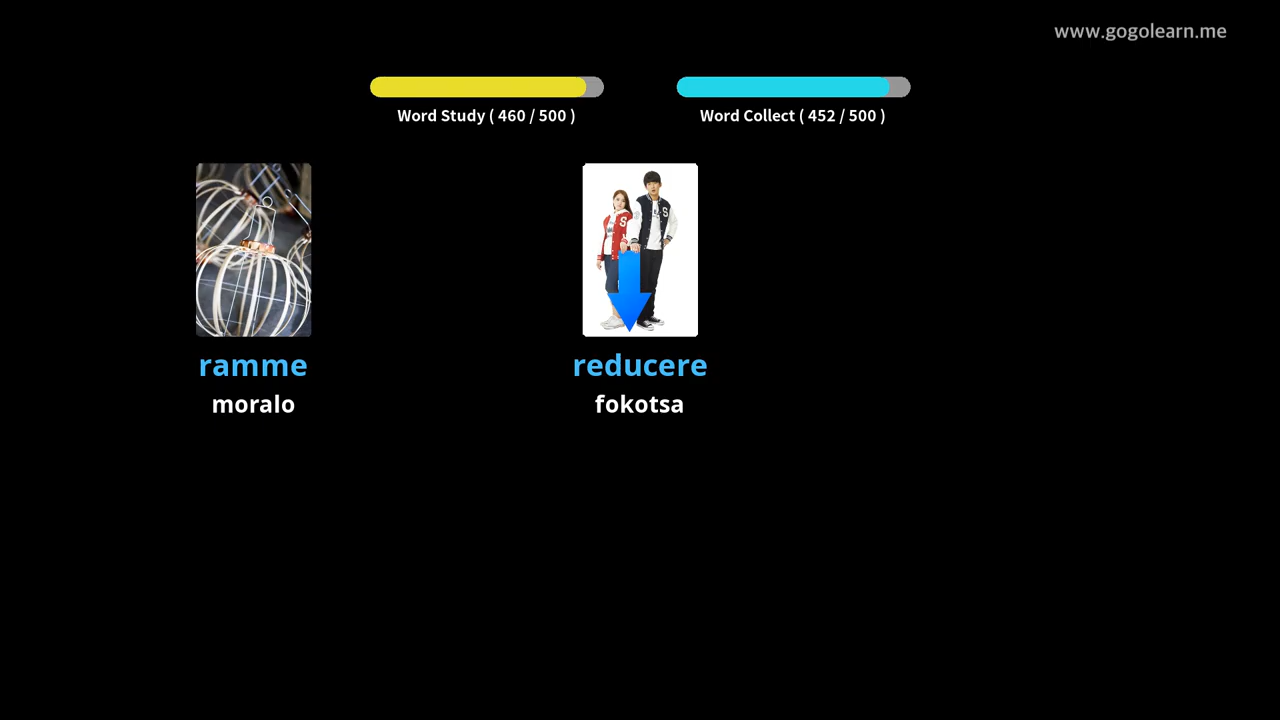 www.gogolearn.me
Word Study ( 460 / 500 )
Word Collect ( 452 / 500 )
S
S
ramme
reducere
moralo
fokotsa